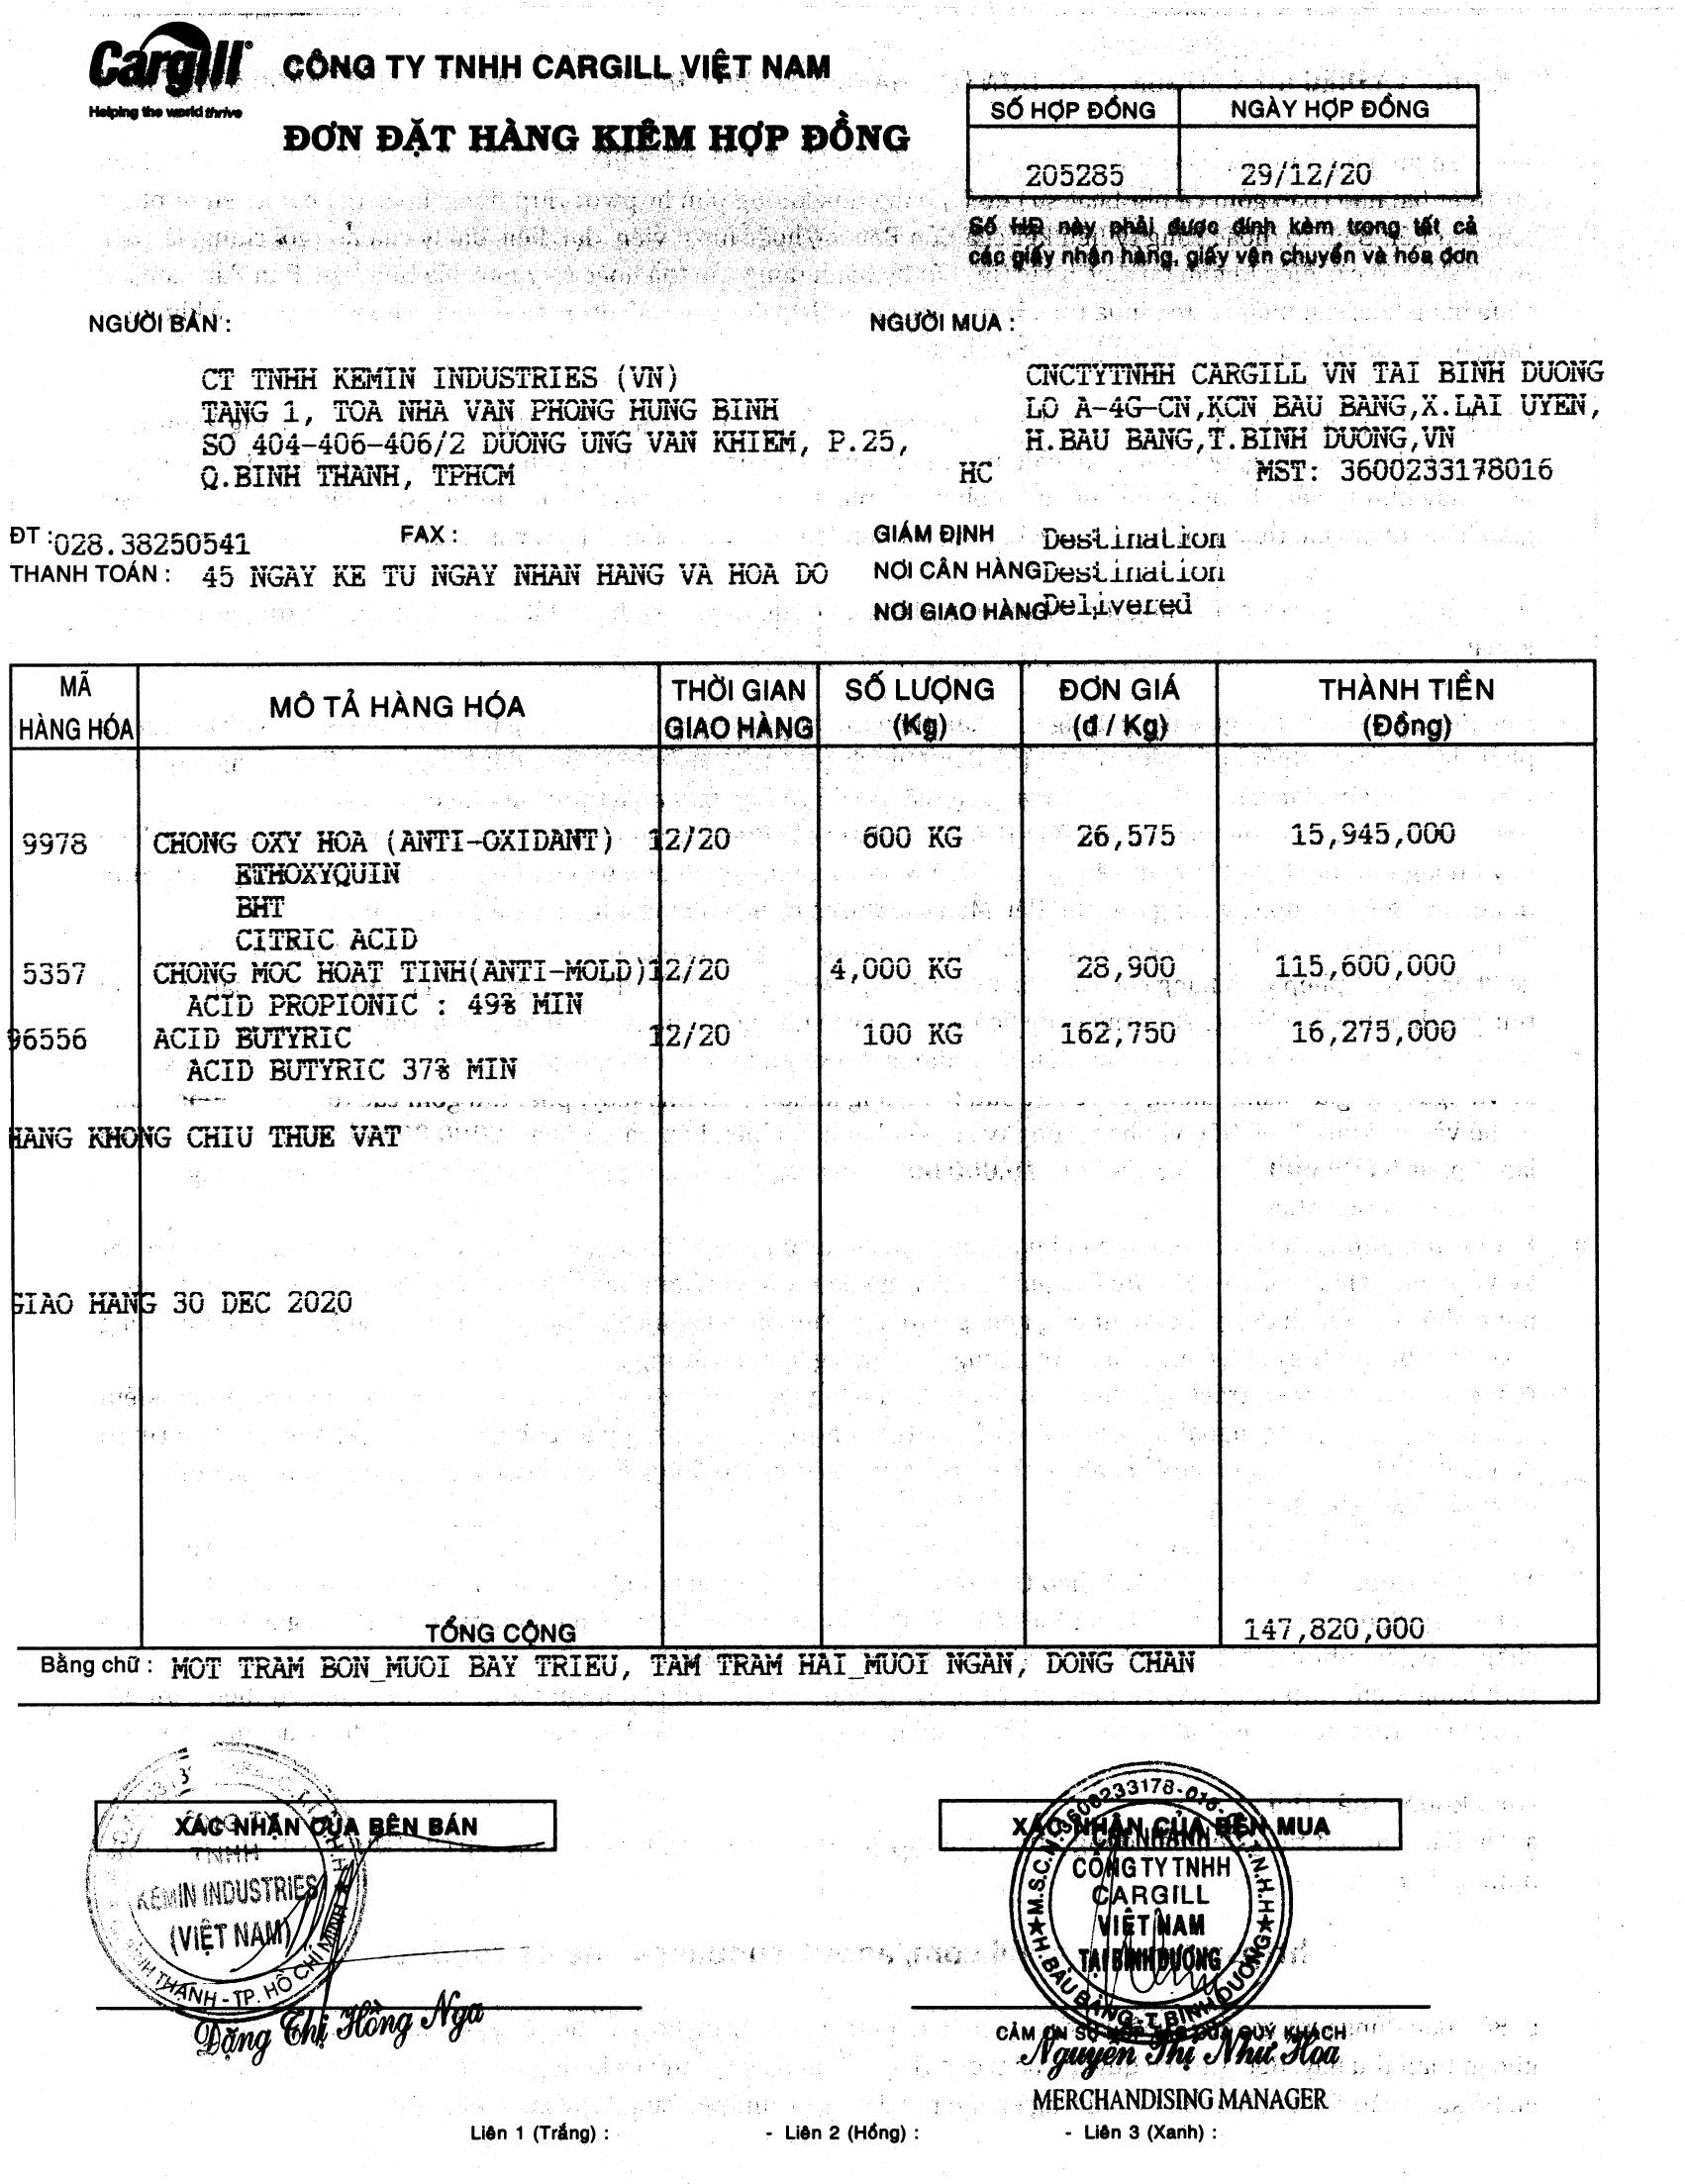 Cargill®
Helping the world thrive
CÔNG TY TNHH CARGILL VIỆT NAM
ĐƠN ĐẶT HÀNG KIÊM HỢP ĐỒNG
SỐ HỢP ĐỒNG NGÀY HỢP ĐỒNG
205285 29/12/20
Số HĐ này phải được đính kèm trong tất cả
các giấy nhận hàng, giấy vận chuyển và hóa đơn
NGƯỜI BÁN : NGƯỜI MUA :
CT TNHH KEMIN INDUSTRIES (VN) CNCTYTNHH CARGILL VN TAI BINH DUONG
TANG 1, TOA NHA VAN PHONG HUNG BINH LO A-4G-CN,KCN BAU BANG,X.LAI UYEN,
SO 404-406-406/2 DUONG UNG VAN KHIEM, P.25, H.BAU BANG,T.BINH DUONG,VN
Q.BINH THANH, TPHCM HC MST: 3600233178016
ĐT : 028.38250541 FAX : GIÁM ĐỊNH Destination
THANH TOÁN : 45 NGAY KE TU NGAY NHAN HANG VA HOA DO NƠI CÂN HÀNG Destination
NƠI GIAO HÀNG Delivered
MÃ HÀNG HÓA MÔ TẢ HÀNG HÓA THỜI GIAN GIAO HÀNG SỐ LƯỢNG (Kg) ĐƠN GIÁ (đ / Kg) THÀNH TIỀN (Đồng)
9978 CHONG OXY HOA (ANTI-OXIDANT) 12/20 600 KG 26,575 15,945,000
ETHOXYQUIN
BHT
CITRIC ACID
5357 CHONG MOC HOAT TINH(ANTI-MOLD) 12/20 4,000 KG 28,900 115,600,000
ACID PROPIONIC : 49% MIN
96556 ACID BUTYRIC 12/20 100 KG 162,750 16,275,000
ACID BUTYRIC 37% MIN
HANG KHONG CHIU THUE VAT
GIAO HANG 30 DEC 2020
TỔNG CỘNG 147,820,000
Bằng chữ : MOT TRAM BON_MUOI BAY TRIEU, TAM TRAM HAI_MUOI NGAN, DONG CHAN
XÁC NHẬN CỦA BÊN BÁN XÁC NHẬN CỦA BÊN MUA
CÔNG TY
TNHH
KEMIN INDUSTRIES
(VIỆT NAM)
THẠNH - TP. HỒ CHÍ MINH
M.S.C.N:3600233178-016-C.T.T.N.H.H
CHI NHÁNH
CÔNG TY TNHH
CARGILL
VIỆT NAM
TẠI BÌNH DƯƠNG
H.BÀU BÀNG-T.BÌNH DƯƠNG
Đặng Thị Hồng Nga
CẢM ƠN SỰ HỢP TÁC CỦA QUÝ KHÁCH
Nguyễn Thị Như Hoa
MERCHANDISING MANAGER
Liên 1 (Trắng) : - Liên 2 (Hồng) : - Liên 3 (Xanh) :